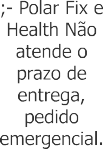 ;- Polar Fix e
Health Não
atende o
prazo de
entrega,
pedido
emergencial.